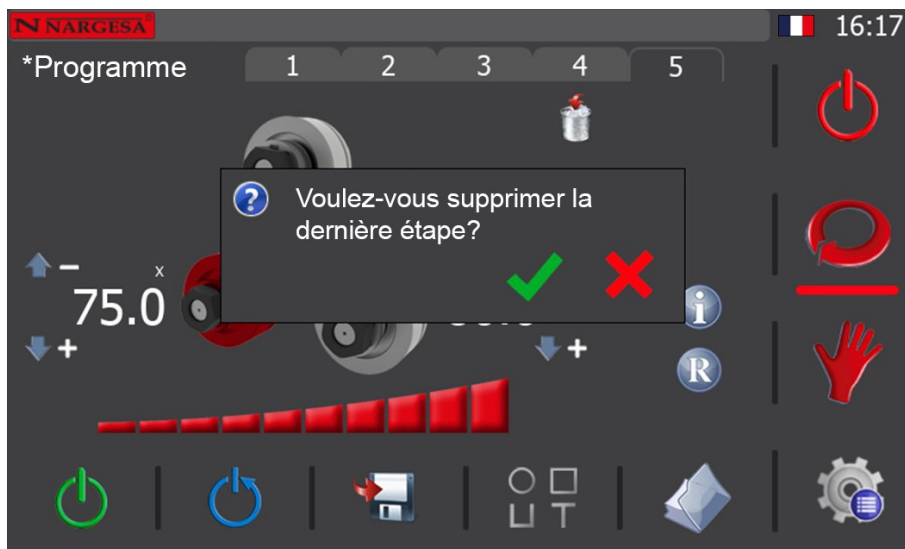 N NARGESA
16:17
*Programme
1 2 3 4 5
Voulez-vous supprimer la
dernière étape?
x
75.0
i
R